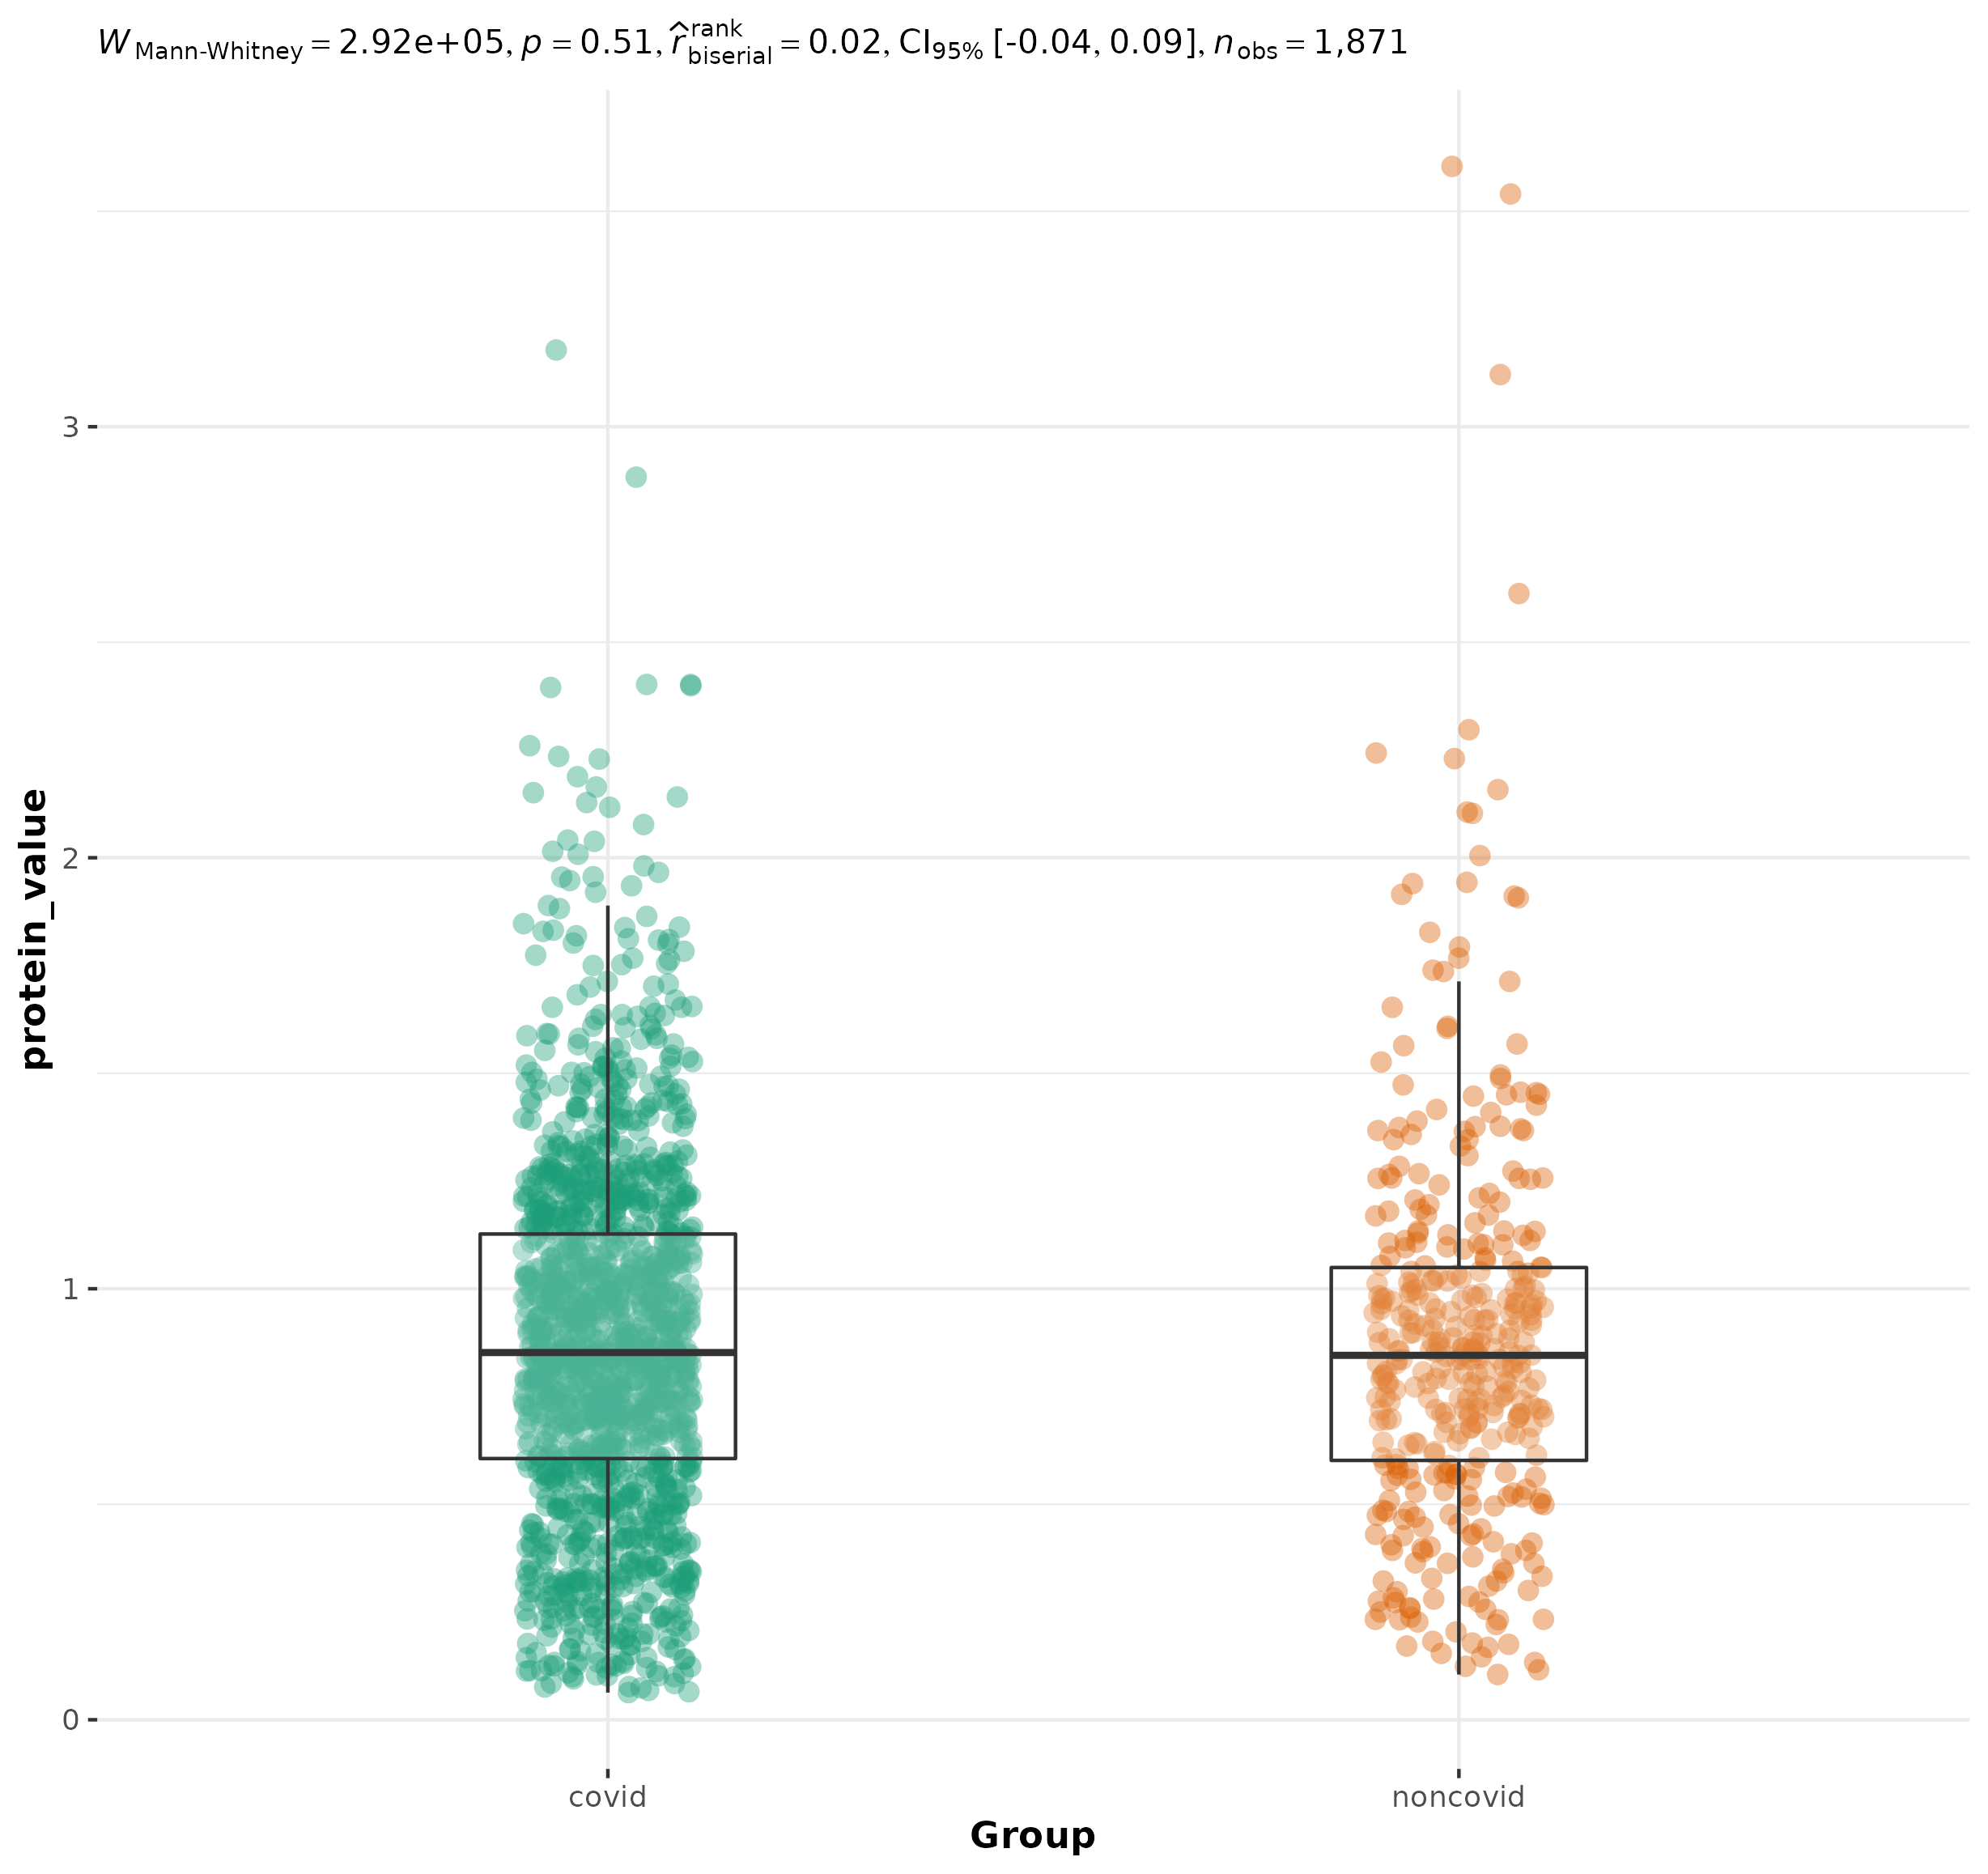 W Mann-Whitney = 2.92e+05, p = 0.51, r̂ rank biserial = 0.02, CI95% [-0.04, 0.09], nobs = 1,871
3
2
1
0
protein_value
covid noncovid
Group